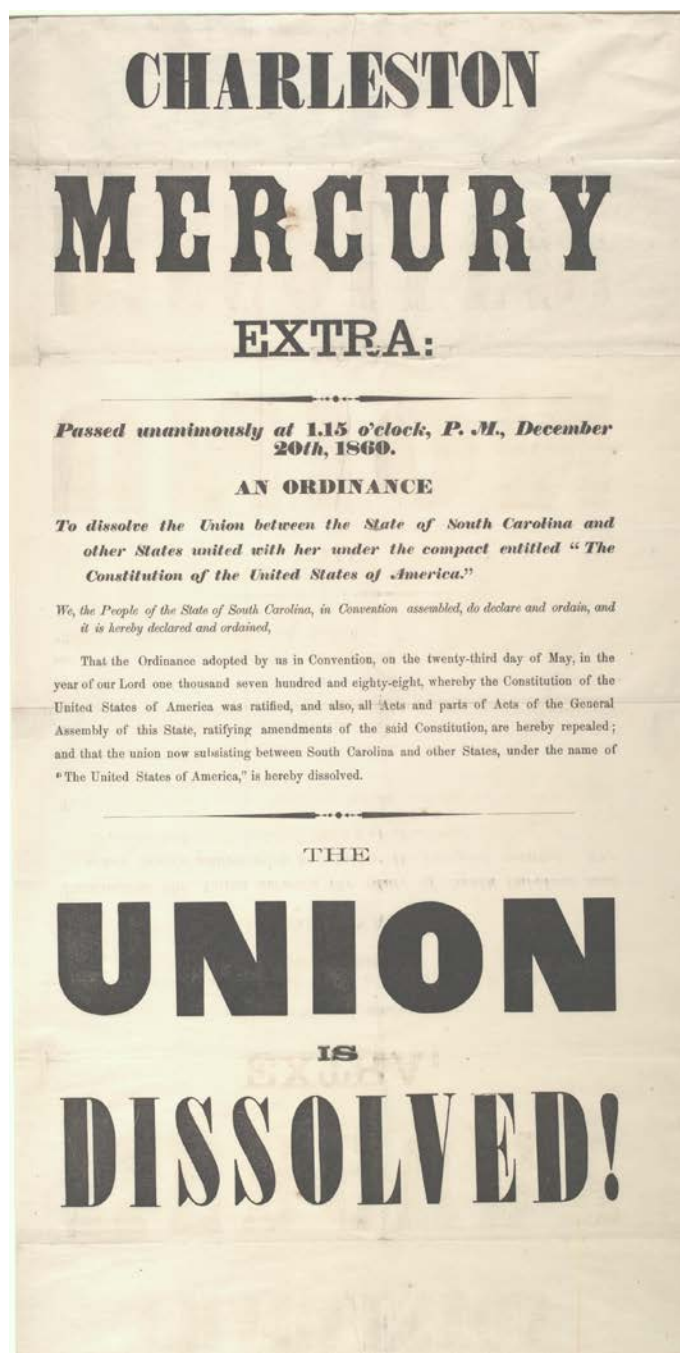 CHARLESTON
MERCURY
EXTRA:
Passed unanimously at 1.15 o'clock, P. M., December
20th, 1860.
AN ORDINANCE
To dissolve the Union between the State of South Carolina and
other States united with her under the compact entitled “ The
Constitution of the United States of America.”
We, the People of the State of South Carolina, in Convention assembled, do declare and ordain, and
it is hereby declared and ordained,
That the Ordinance adopted by us in Convention, on the twenty-third day of May, in the
year of our Lord one thousand seven hundred and eighty-eight, whereby the Constitution of the
United States of America was ratified, and also, all Acts and parts of Acts of the General
Assembly of this State, ratifying amendments of the said Constitution, are hereby repealed ;
and that the union now subsisting between South Carolina and other States, under the name of
“The United States of America,” is hereby dissolved.
THE
UNION
IS
DISSOLVED!